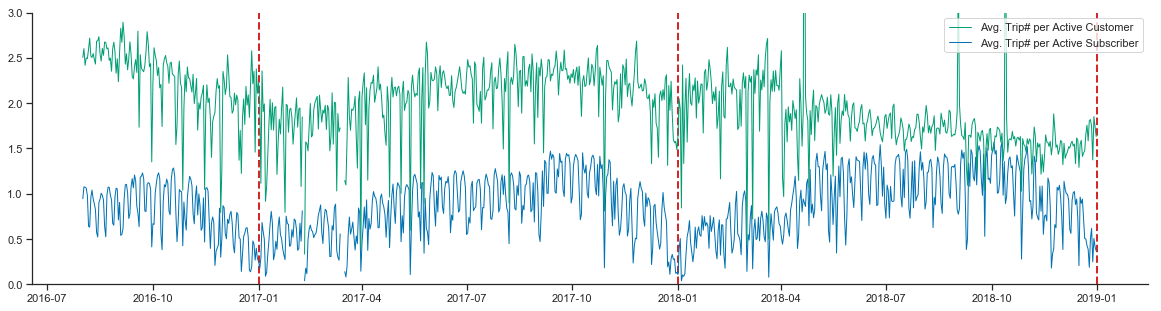 3.0
2.5
2.0
1.5
1.0
0.5
0.0
Avg. Trip# per Active Customer
Avg. Trip# per Active Subscriber
2016-07 2016-10 2017-01 2017-04 2017-07 2017-10 2018-01 2018-04 2018-07 2018-10 2019-01